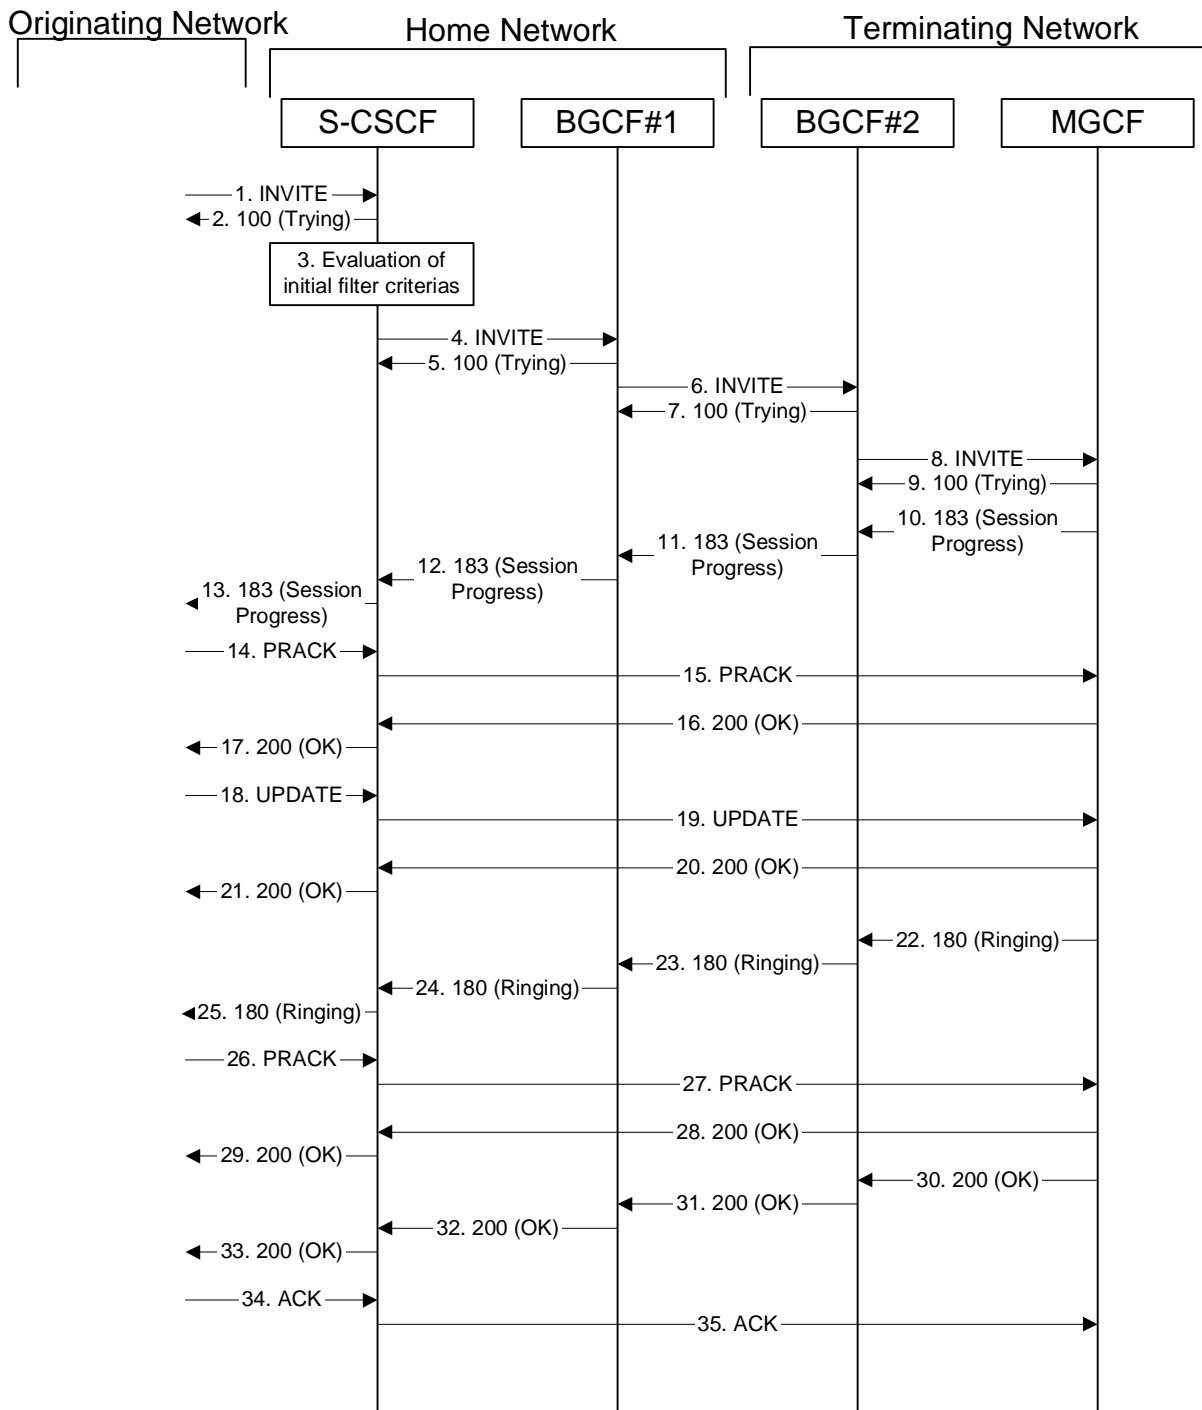 Originating Network
Home Network
Terminating Network
S-CSCF
BGCF#1
BGCF#2
MGCF
1. INVITE
2. 100 (Trying)
3. Evaluation of
initial filter criterias
4. INVITE
5. 100 (Trying)
6. INVITE
7. 100 (Trying)
8. INVITE
9. 100 (Trying)
10. 183 (Session
Progress)
11. 183 (Session
Progress)
12. 183 (Session
Progress)
13. 183 (Session
Progress)
14. PRACK
15. PRACK
16. 200 (OK)
17. 200 (OK)
18. UPDATE
19. UPDATE
20. 200 (OK)
21. 200 (OK)
22. 180 (Ringing)
23. 180 (Ringing)
24. 180 (Ringing)
25. 180 (Ringing)
26. PRACK
27. PRACK
28. 200 (OK)
29. 200 (OK)
30. 200 (OK)
31. 200 (OK)
32. 200 (OK)
33. 200 (OK)
34. ACK
35. ACK